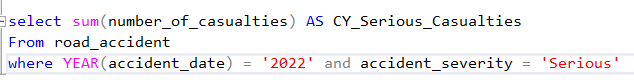 select sum(number_of_casualties) AS CY_Serious_Casualties
From road_accident
where YEAR(accident_date) = '2022' and accident_severity = 'Serious'